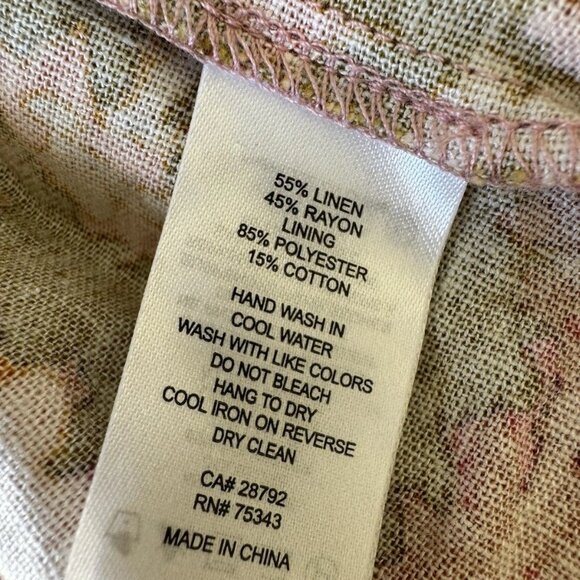 55% LINEN
45% RAYON
LINING
85% POLYESTER
15% COTTON
HAND WASH IN
COOL WATER
WASH WITH LIKE COLORS
DO NOT BLEACH
HANG TO DRY
COOL IRON ON REVERSE
DRY CLEAN
CA# 28792
RN# 75343
MADE IN CHINA